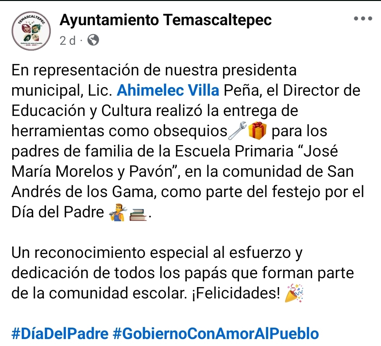 Ayuntamiento Temascaltepec
2 d ·
En representación de nuestra presidenta
municipal, Lic. Ahimelec Villa Peña, el Director de
Educación y Cultura realizó la entrega de
herramientas como obsequios🔧🎁 para los
padres de familia de la Escuela Primaria “José
María Morelos y Pavón”, en la comunidad de San
Andrés de los Gama, como parte del festejo por el
Día del Padre 👨‍🔧📚.
Un reconocimiento especial al esfuerzo y
dedicación de todos los papás que forman parte
de la comunidad escolar. ¡Felicidades! 🎉
#DíaDelPadre #GobiernoConAmorAlPueblo